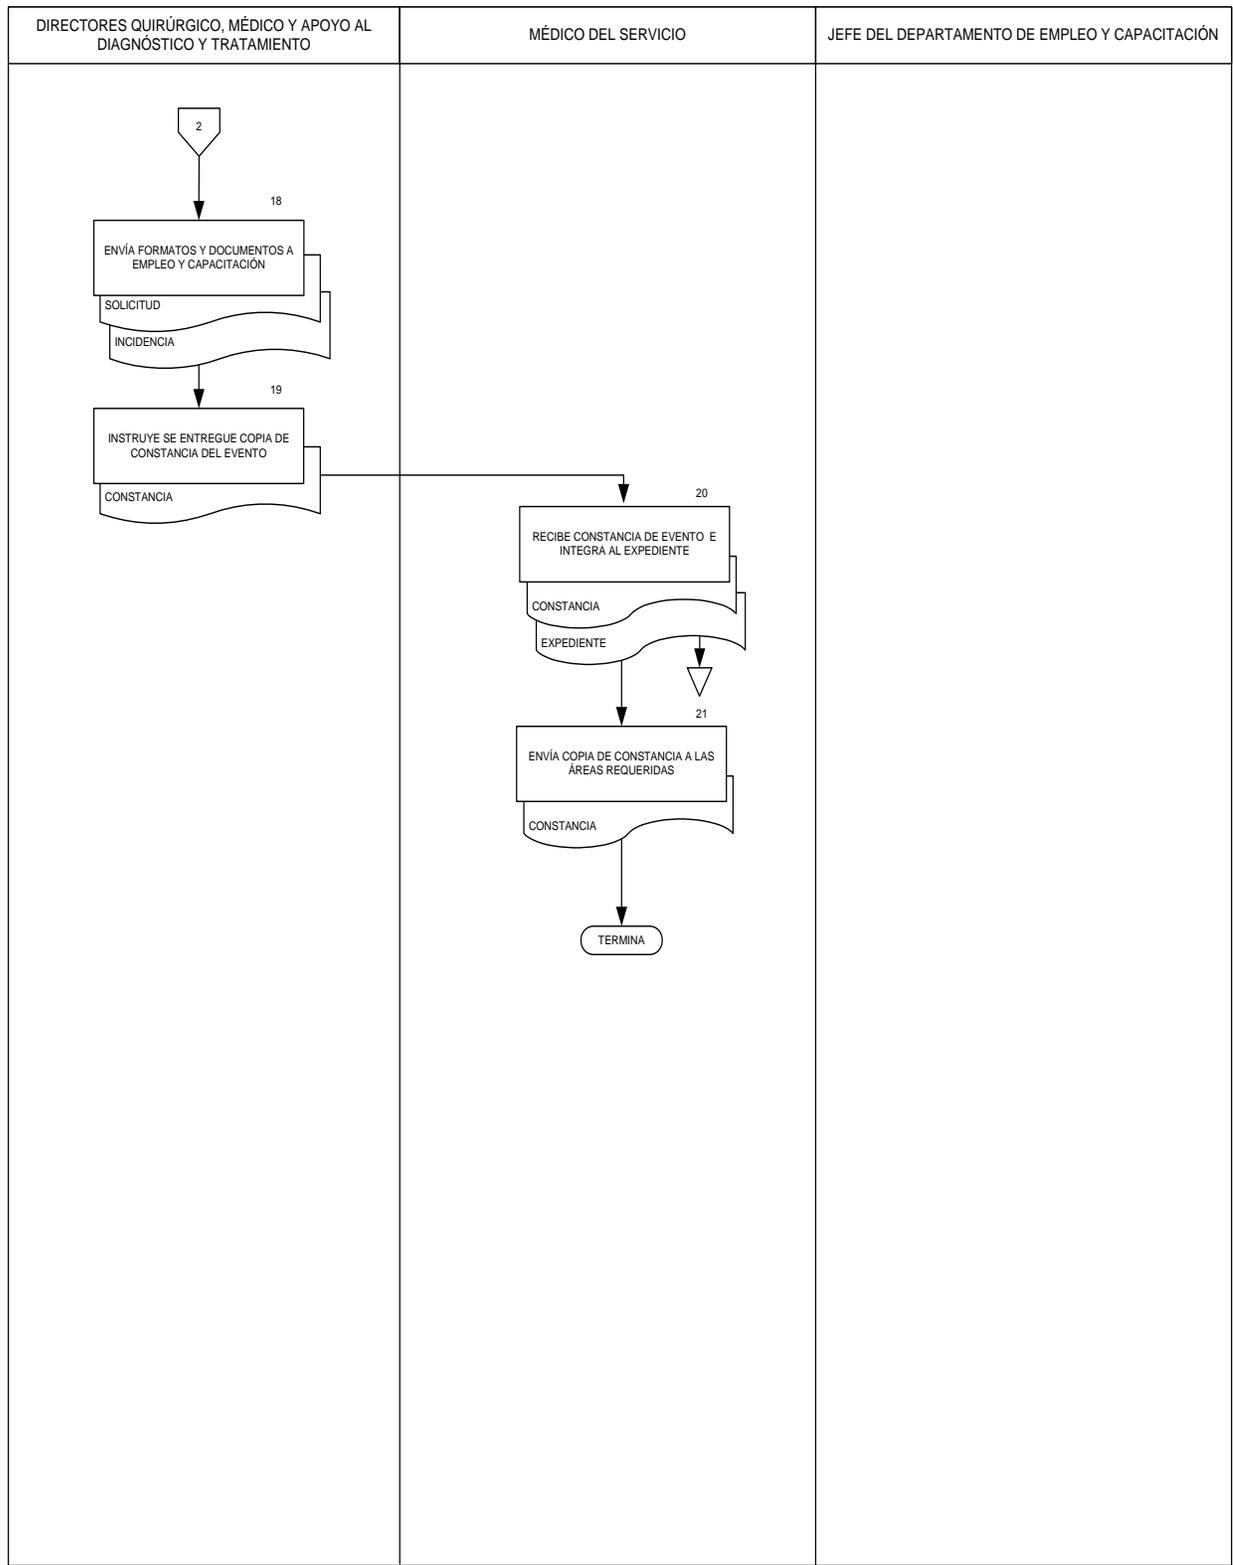 DIRECTORES QUIRÚRGICO, MÉDICO Y APOYO AL
DIAGNÓSTICO Y TRATAMIENTO
MÉDICO DEL SERVICIO
JEFE DEL DEPARTAMENTO DE EMPLEO Y CAPACITACIÓN
2
18
ENVÍA FORMATOS Y DOCUMENTOS A
EMPLEO Y CAPACITACIÓN
SOLICITUD
INCIDENCIA
19
INSTRUYE SE ENTREGUE COPIA DE
CONSTANCIA DEL EVENTO
CONSTANCIA
20
RECIBE CONSTANCIA DE EVENTO E
INTEGRA AL EXPEDIENTE
CONSTANCIA
EXPEDIENTE
21
ENVÍA COPIA DE CONSTANCIA A LAS
ÁREAS REQUERIDAS
CONSTANCIA
TERMINA